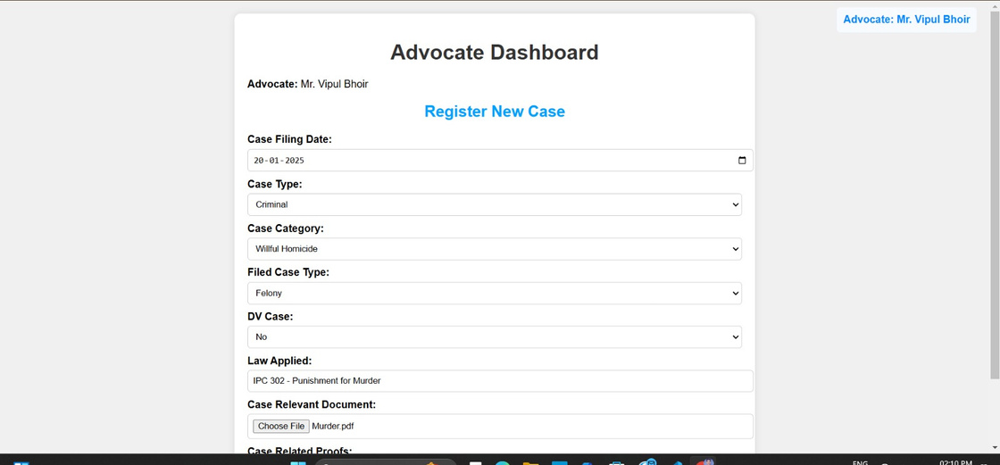 Advocate: Mr. Vipul Bhoir
Advocate Dashboard
Advocate: Mr. Vipul Bhoir
Register New Case
Case Filing Date:
20-01-2025
Case Type:
Criminal
Case Category:
Willful Homicide
Filed Case Type:
Felony
DV Case:
No
Law Applied:
IPC 302 - Punishment for Murder
Case Relevant Document:
Choose File Murder.pdf
Case Related Proofs:
ENG 02:10 PM